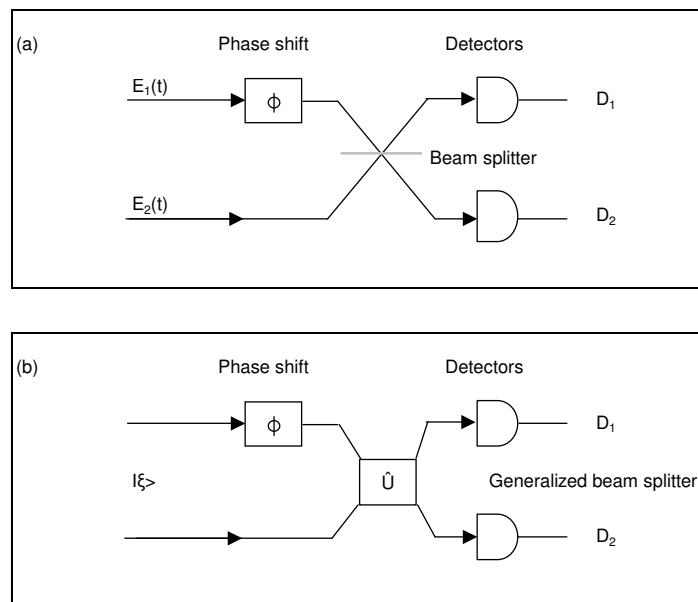 (a)
Phase shift
Detectors
E₁(t)
ϕ
D₁
Beam splitter
E₂(t)
D₂
(b)
Phase shift
Detectors
ϕ
D₁
Iξ>
Û
Generalized beam splitter
D₂